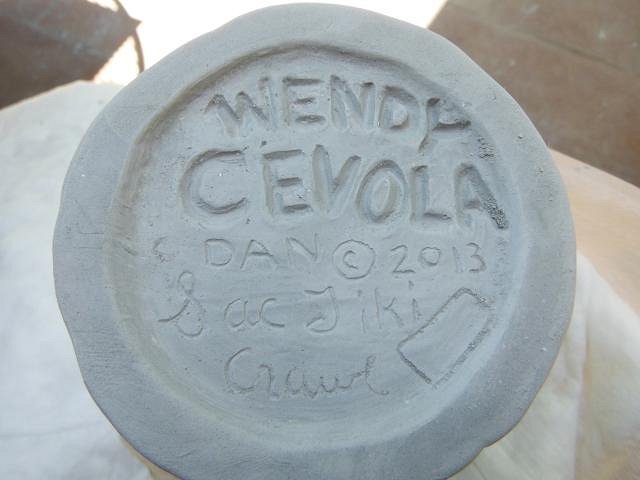 WENDY
CEVOLA
DAN © 2013
Sac Tiki
Crawl